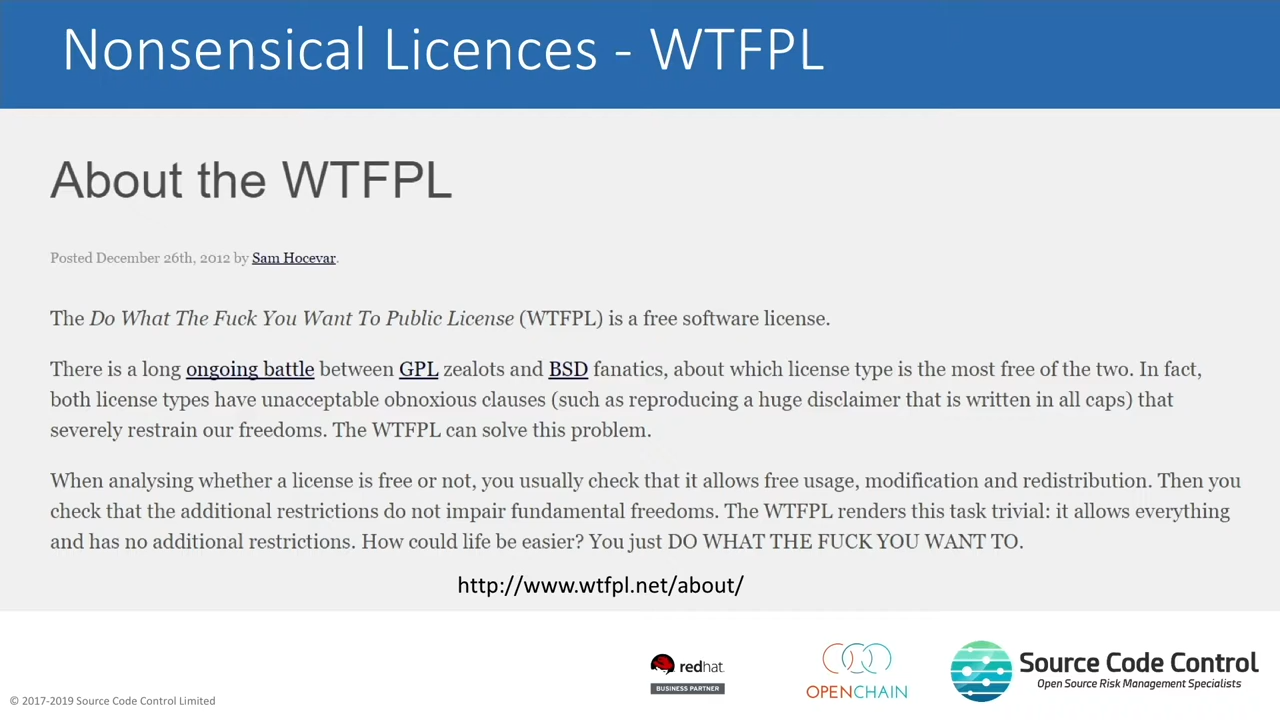 Nonsensical Licences - WTFPL
About the WTFPL
Posted December 26th, 2012 by Sam Hocevar.
The Do What The Fuck You Want To Public License (WTFPL) is a free software license.
There is a long ongoing battle between GPL zealots and BSD fanatics, about which license type is the most free of the two. In fact,
both license types have unacceptable obnoxious clauses (such as reproducing a huge disclaimer that is written in all caps) that
severely restrain our freedoms. The WTFPL can solve this problem.
When analysing whether a license is free or not, you usually check that it allows free usage, modification and redistribution. Then you
check that the additional restrictions do not impair fundamental freedoms. The WTFPL renders this task trivial: it allows everything
and has no additional restrictions. How could life be easier? You just DO WHAT THE FUCK YOU WANT TO.
http://www.wtfpl.net/about/
redhat.
BUSINESS PARTNER
OPENCHAIN
Source Code Control
Open Source Risk Management Specialists
© 2017-2019 Source Code Control Limited